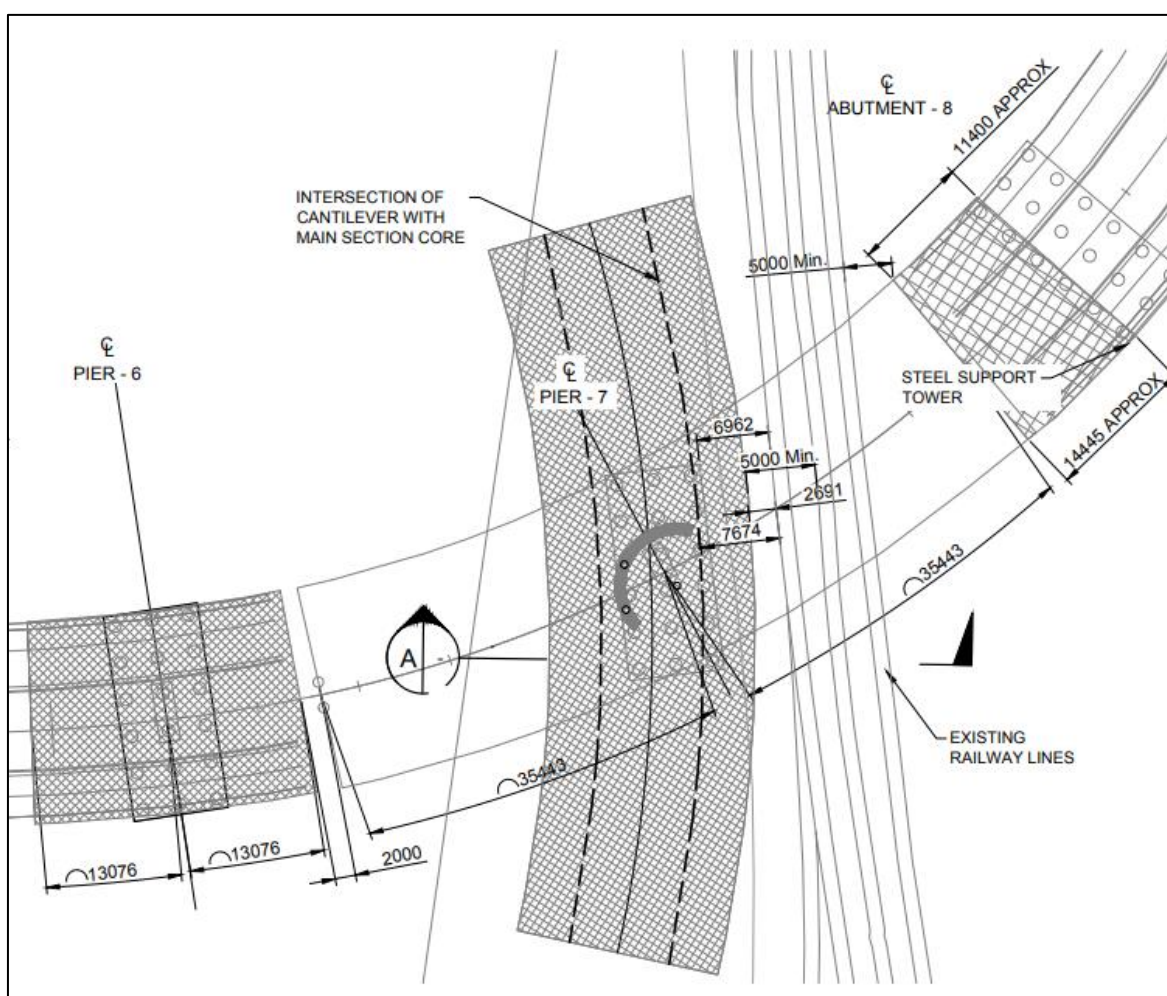 ℄
ABUTMENT - 8
11400 APPROX
INTERSECTION OF
CANTILEVER WITH
MAIN SECTION CORE
5000 Min.
℄
PIER - 6
℄
PIER - 7
STEEL SUPPORT
TOWER
14445 APPROX
6962
5000 Min.
2691
7674
⌒35443
A
EXISTING
RAILWAY LINES
⌒35443
⌒13076
⌒13076
2000